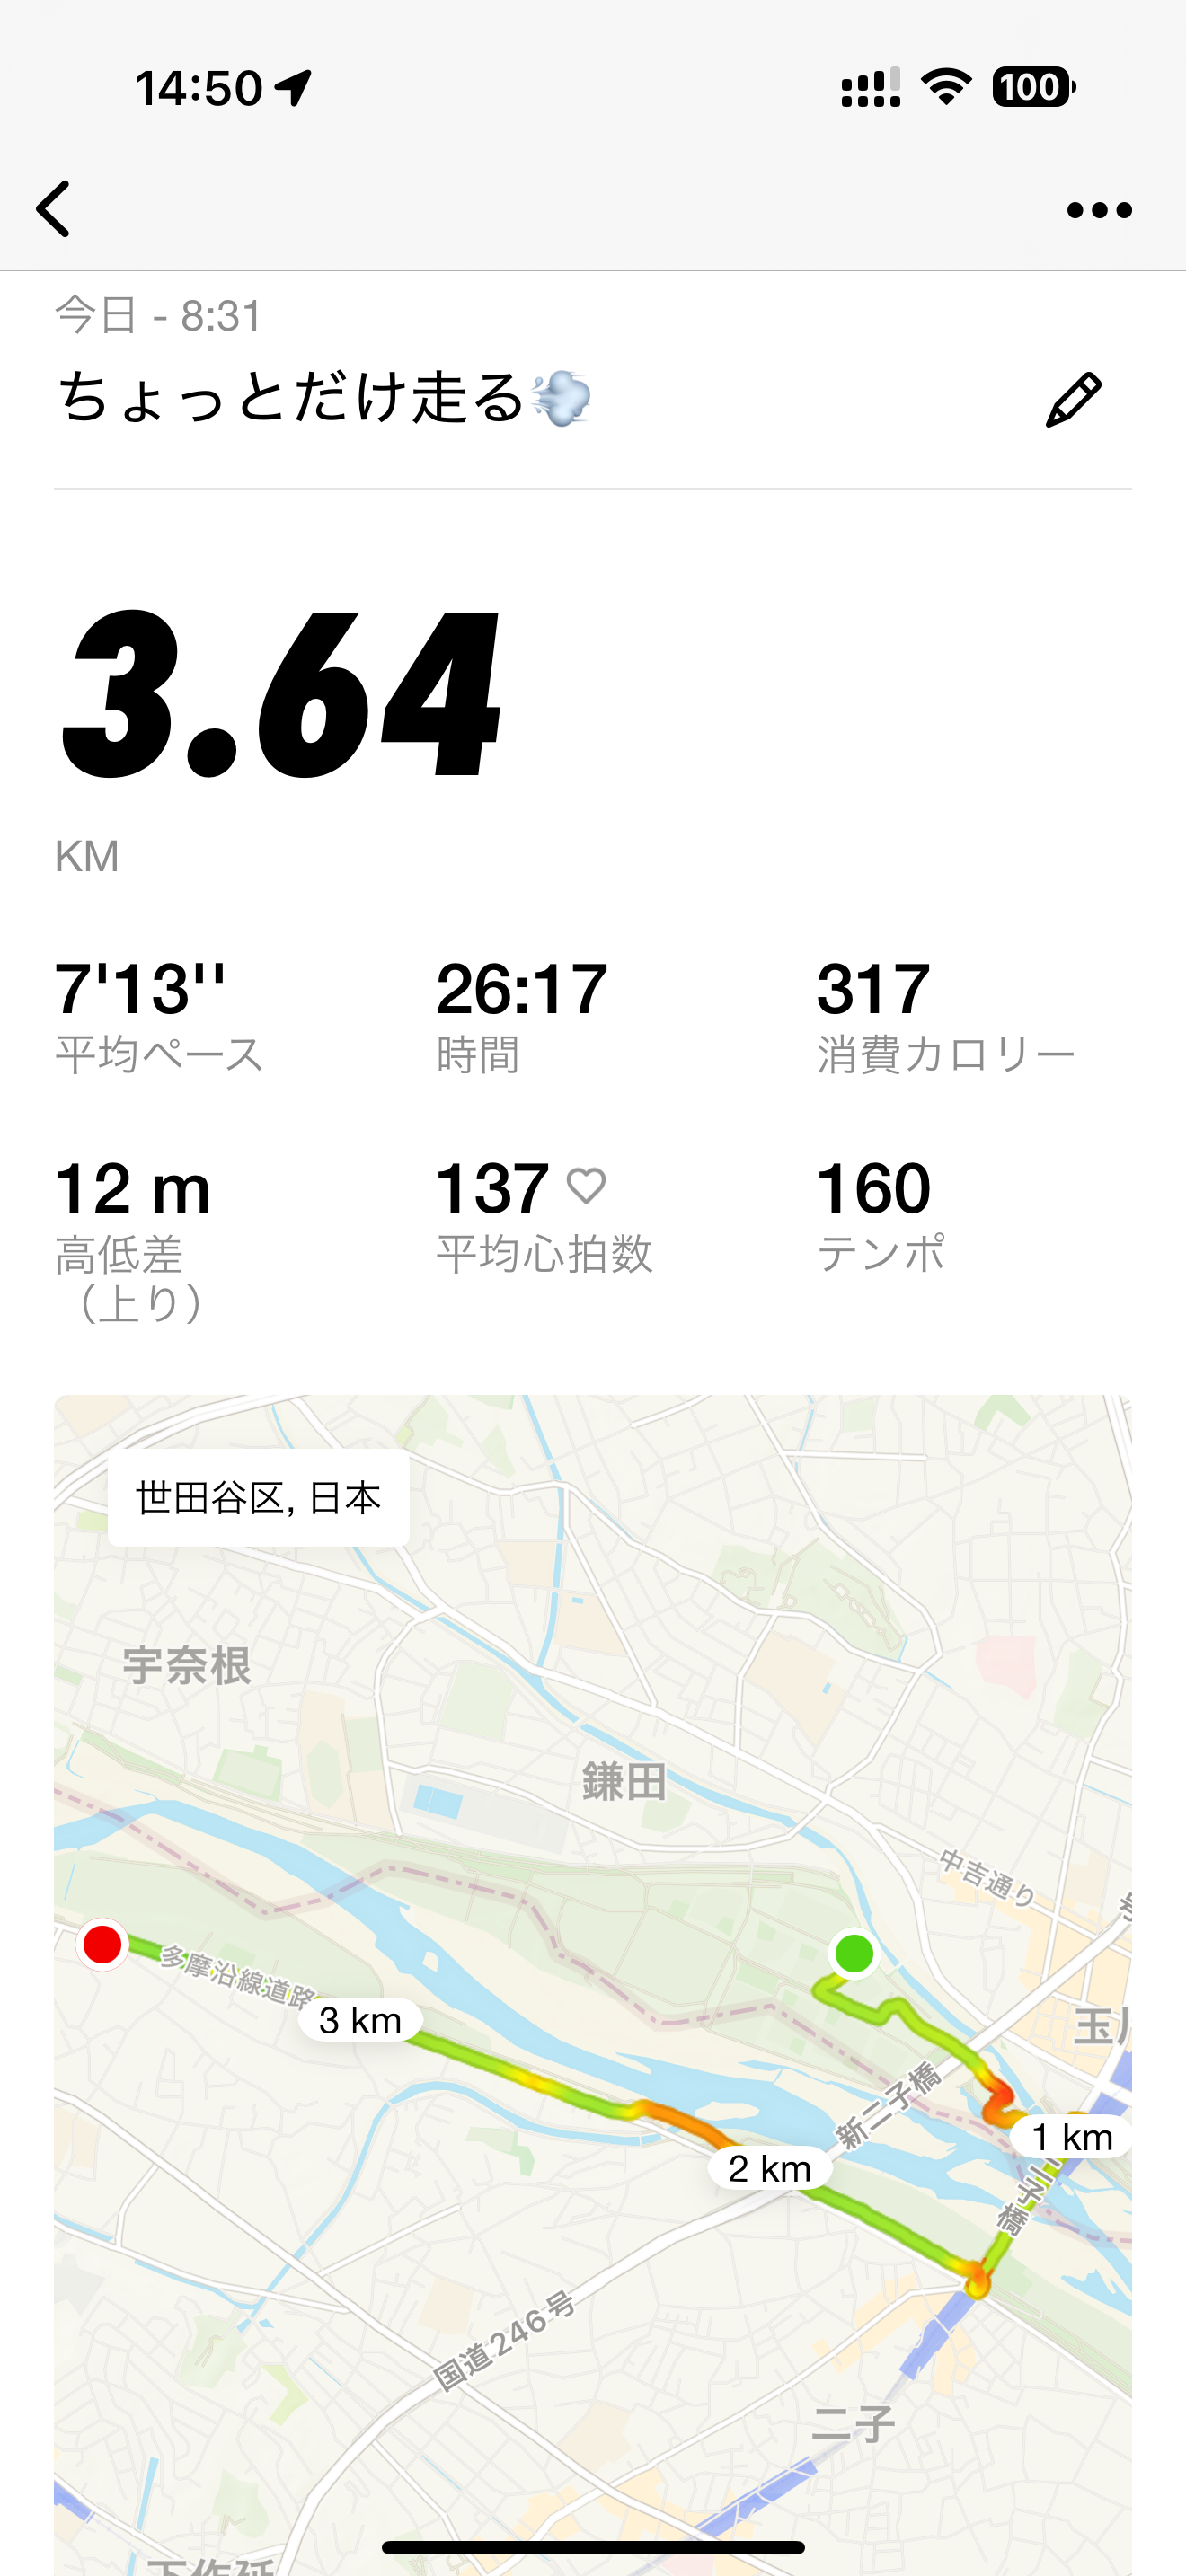 14:50
100
今日 - 8:31
ちょっとだけ走る💨
3.64
KM
7'13''
平均ペース
26:17
時間
317
消費カロリー
12 m
高低差
（上り）
137
平均心拍数
160
テンポ
世田谷区, 日本
宇奈根
鎌田
中吉通り
号
多摩沿線道路
3 km
玉川
新二子橋
1 km
2 km
二子橋
国道246号
二子
下作延